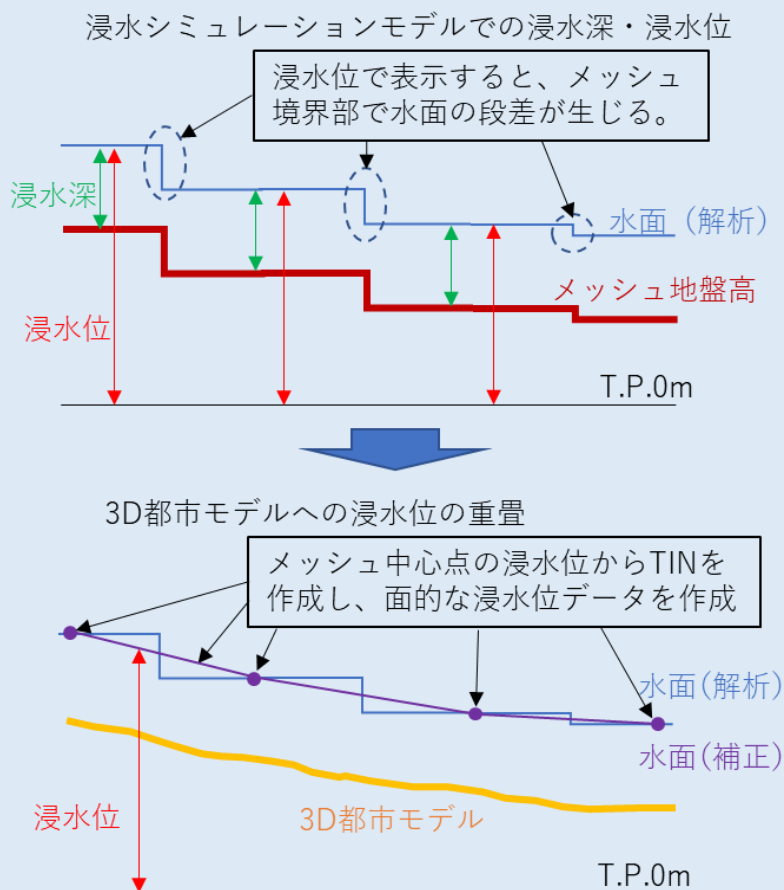 浸水シミュレーションモデルでの浸水深・浸水位
浸水位で表示すると、メッシュ
境界部で水面の段差が生じる。
浸水深
水面（解析）
メッシュ地盤高
浸水位
T.P.0m
3D都市モデルへの浸水位の重畳
メッシュ中心点の浸水位からTINを
作成し、面的な浸水位データを作成
水面(解析)
水面(補正)
浸水位
3D都市モデル
T.P.0m